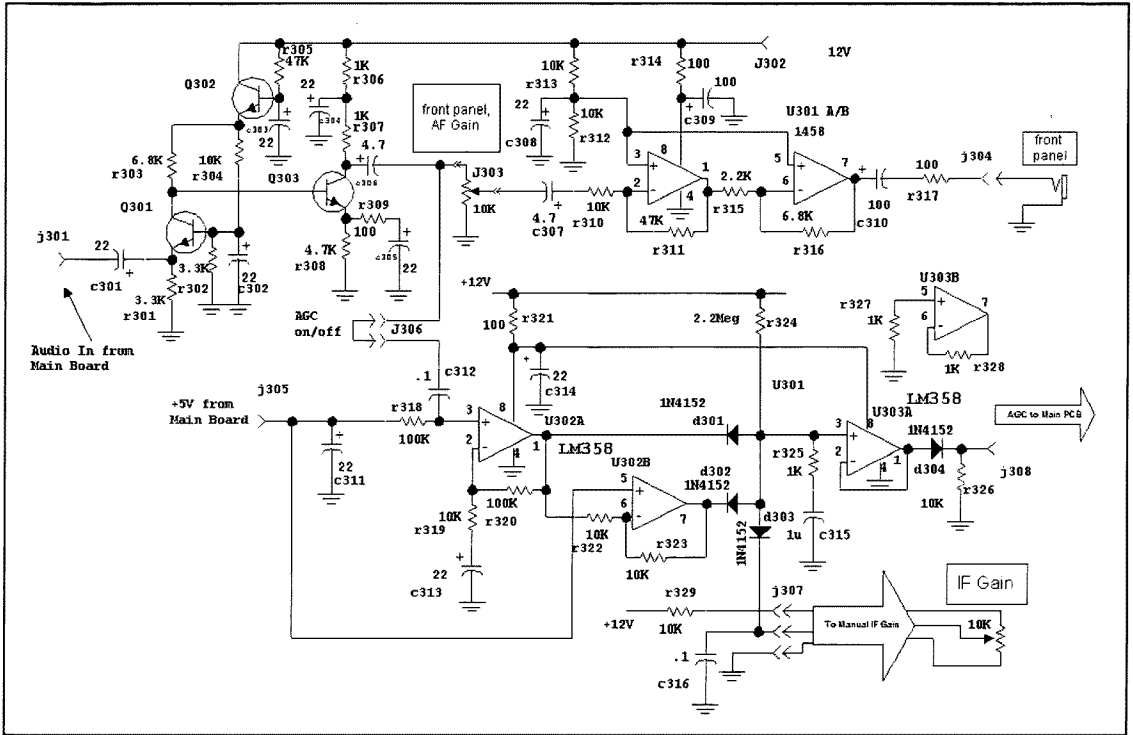 r305
47K
1K
r306
Q302
22
22
c303
c304
22
1K
r307
front panel,
AF Gain
10K
r313
r314
100
J302
12V
100
c309
U301 A/B
1458
22
c308
10K
r312
6.8K
r303
10K
r304
4.7
c306
Q303
Q301
r309
100
4.7K
r308
c305
22
J303
10K
4.7
c307
10K
r310
3
8
1
2
4
47K
r311
2.2K
r315
5
7
6
6.8K
r316
100
c310
100
r317
j304
front
panel
j301
22
c301
3.3K
r302
22
c302
3.3K
r301
Audio In from
Main Board
AGC
on/off
J306
+12V
r321
100
2.2Meg
r324
U303B
5
7
6
r327
1K
1K
r328
22
c314
.1
c312
j305
+5V from
Main Board
r318
100K
3
8
U302A
1
2
4
LM358
22
c311
100K
r320
10K
r319
22
c313
10K
r322
U302B
5
6
7
r323
10K
1N4152
d301
d302
1N4152
d303
1N4152
U301
r325
1K
1u
c315
U303A
LM358
3
8
1
2
4
1N4152
d304
10K
r326
j308
AGC to Main PCB
r329
+12V
10K
j307
.1
c316
To Manual IF Gain
IF Gain
10K